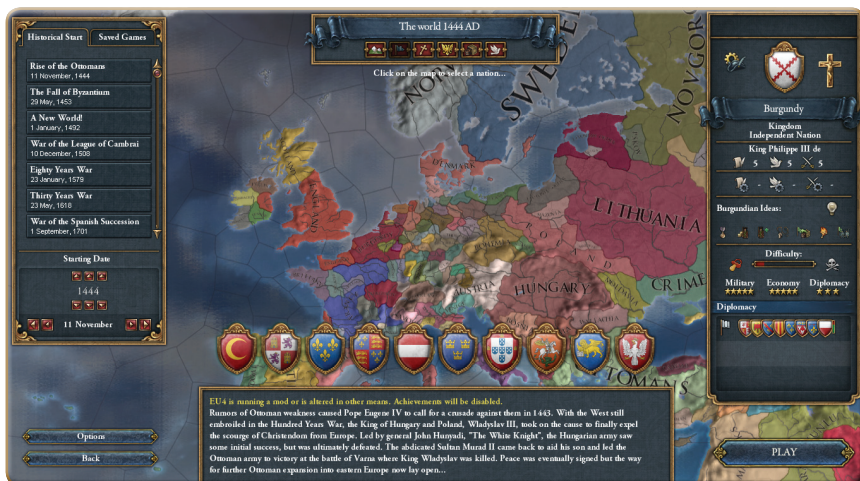 Historical Start
Saved Games
Rise of the Ottomans
11 November, 1444
The Fall of Byzantium
29 May, 1453
A New World!
1 January, 1492
War of the League of Cambrai
10 December, 1508
Eighty Years War
23 January, 1579
Thirty Years War
23 May, 1618
War of the Spanish Succession
1 September, 1701
Starting Date
1444
11 November
Options
Back
The world 1444 AD
Click on the map to select a nation...
SWEDEN
NOVGOR
DENMARK
ENGLAND
LITHUANIA
POLAND
AUSTRIA
HUNGARY
CRIME
TOMANS
EU4 is running a mod or is altered in other means. Achievements will be disabled.
Rumors of Ottoman weakness caused Pope Eugene IV to call for a crusade against them in 1443. With the West still
embroiled in the Hundred Years War, the King of Hungary and Poland, Wladyslav III, took on the cause to finally expel
the scourge of Christendom from Europe. Led by general John Hunyadi, "The White Knight", the Hungarian army saw
some initial success, but was ultimately defeated. The abdicated Sultan Murad II came back to aid his son and led the
Ottoman army to victory at the battle of Varna where King Wladyslav was killed. Peace was eventually signed but the way
for further Ottoman expansion into eastern Europe now lay open...
Burgundy
Kingdom
Independent Nation
King Philippe III de
5 5 5
- - -
Burgundian Ideas:
Difficulty:
Military Economy Diplomacy
Diplomacy
PLAY